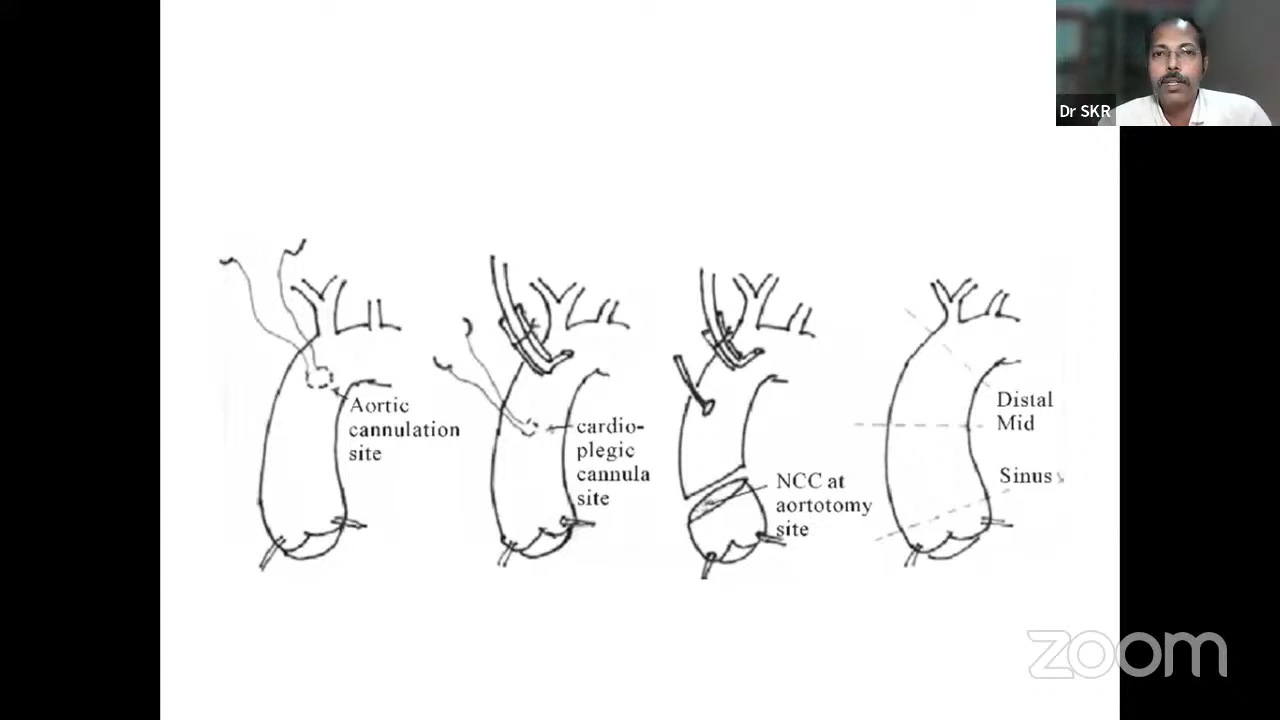 Dr SKR
Aortic
cannulation
site
cardio-
plegic
cannula
site
NCC at
aortotomy
site
Distal
Mid
Sinus
zoom